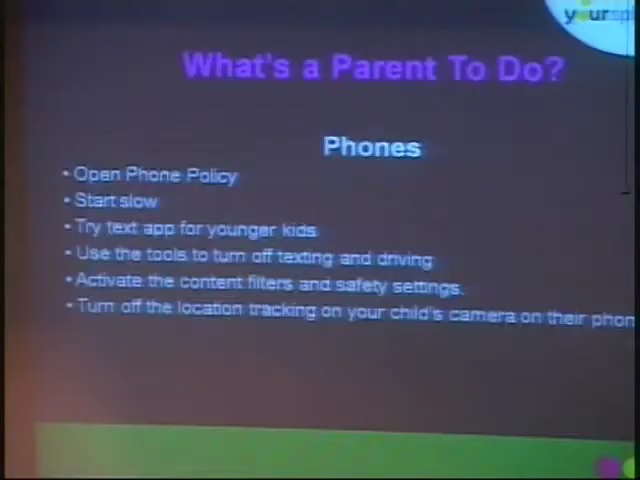 What's a Parent To Do?
Phones
• Open Phone Policy
• Start slow
• Try text app for younger kids
• Use the tools to turn off texting and driving
• Activate the content filters and safety settings.
• Turn off the location tracking on your child's camera on their phon